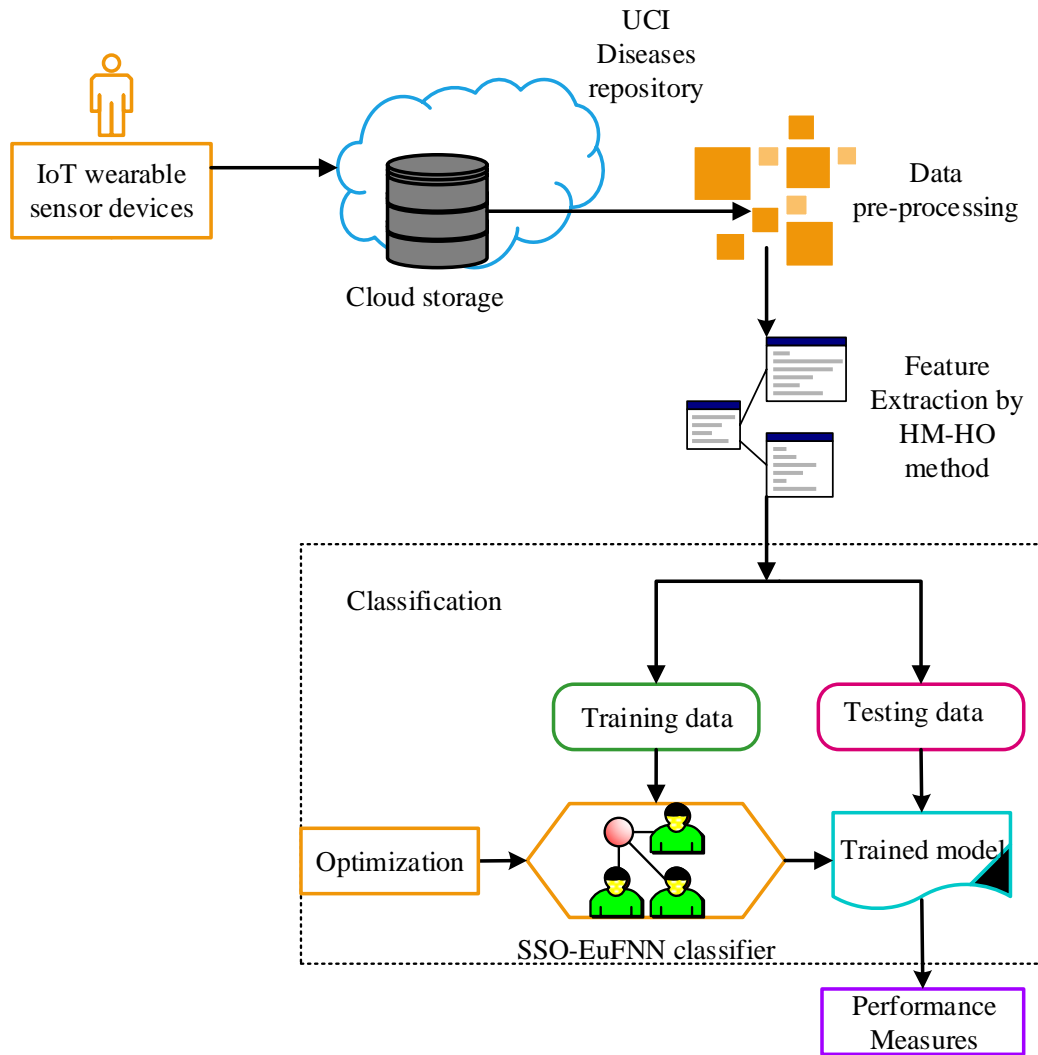 UCI
Diseases
repository
IoT wearable
sensor devices
Data
pre-processing
Cloud storage
Feature
Extraction by
HM-HO
method
Classification
Training data
Testing data
Optimization
Trained model
SSO-EuFNN classifier
Performance
Measures